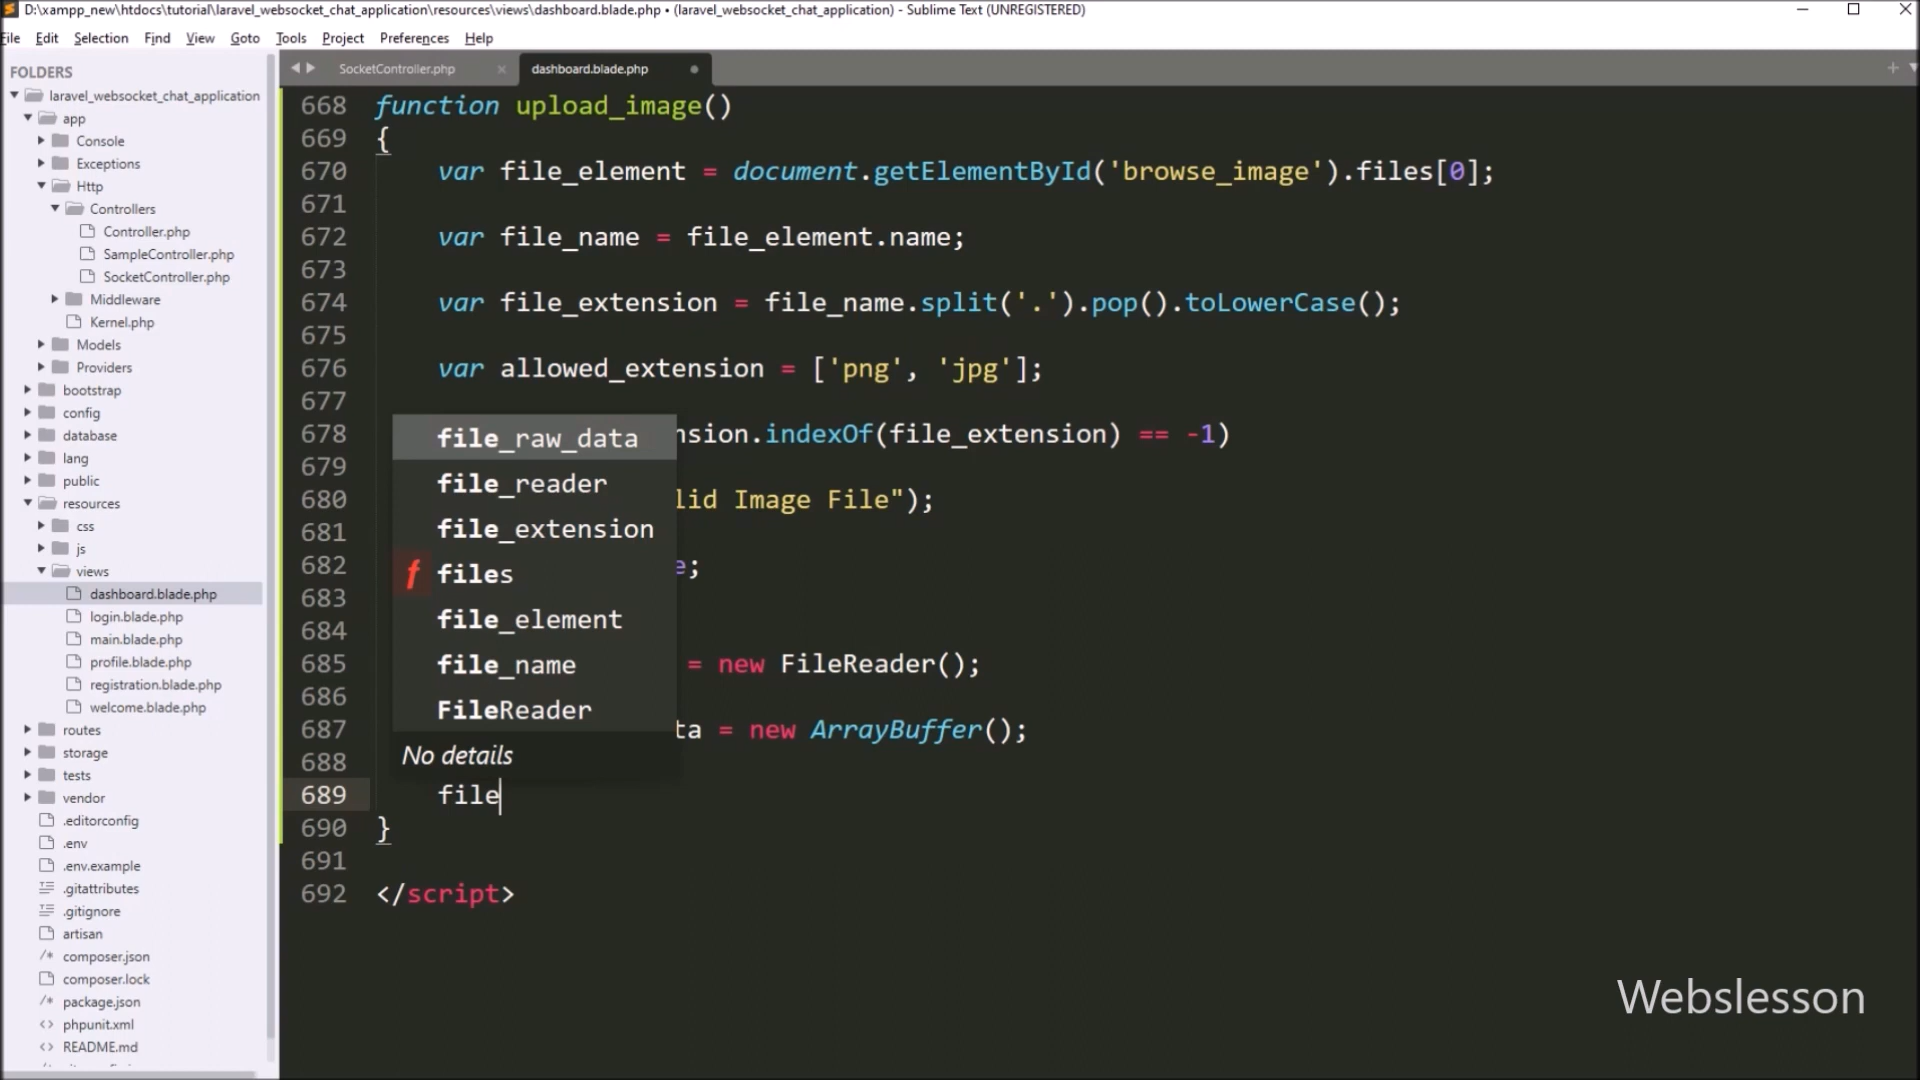 D:\xampp_new\htdocs\tutorial\laravel_websocket_chat_application\resources\views\dashboard.blade.php • (laravel_websocket_chat_application) - Sublime Text (UNREGISTERED)
File Edit Selection Find View Goto Tools Project Preferences Help
FOLDERS
laravel_websocket_chat_application
app
Console
Exceptions
Http
Controllers
Controller.php
SampleController.php
SocketController.php
Middleware
Kernel.php
Models
Providers
bootstrap
config
database
lang
public
resources
css
js
views
dashboard.blade.php
login.blade.php
main.blade.php
profile.blade.php
registration.blade.php
welcome.blade.php
routes
storage
tests
vendor
.editorconfig
.env
.env.example
.gitattributes
.gitignore
artisan
composer.json
composer.lock
package.json
phpunit.xml
README.md
SocketController.php × dashboard.blade.php
668 function upload_image()
669 {
670 var file_element = document.getElementById('browse_image').files[0];
671
672 var file_name = file_element.name;
673
674 var file_extension = file_name.split('.').pop().toLowerCase();
675
676 var allowed_extension = ['png', 'jpg'];
677
678 nsion.indexOf(file_extension) == -1)
679
680 lid Image File");
681
682 e;
683
684
685 = new FileReader();
686
687 ta = new ArrayBuffer();
688
689 file
690 }
691
692 </script>
file_raw_data
file_reader
file_extension
f files
file_element
file_name
FileReader
No details
Webslesson